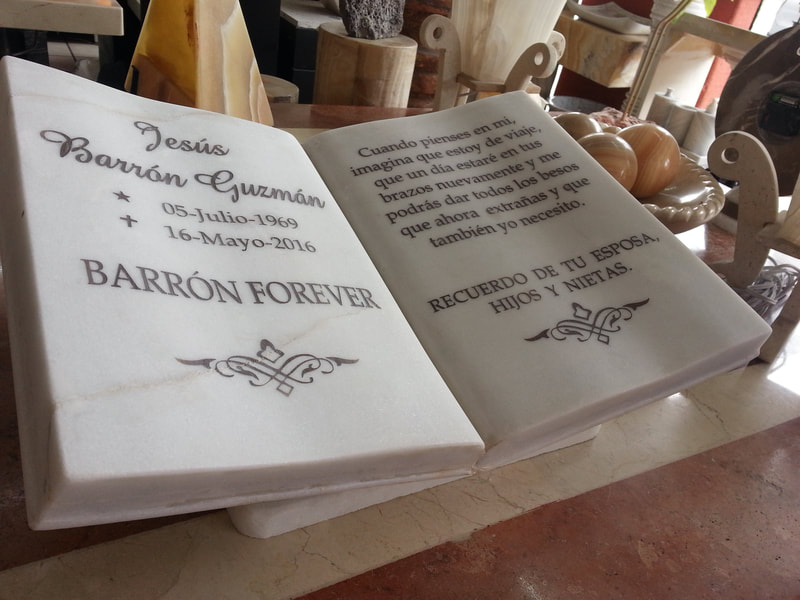 Jesús
Barrón Guzmán
★ 05-Julio-1969
✝ 16-Mayo-2016
BARRÓN FOREVER
Cuando pienses en mi,
imagina que estoy de viaje,
que un día estaré en tus
brazos nuevamente y me
podrás dar todos los besos
que ahora extrañas y que
también yo necesito.
RECUERDO DE TU ESPOSA,
HIJOS Y NIETAS.